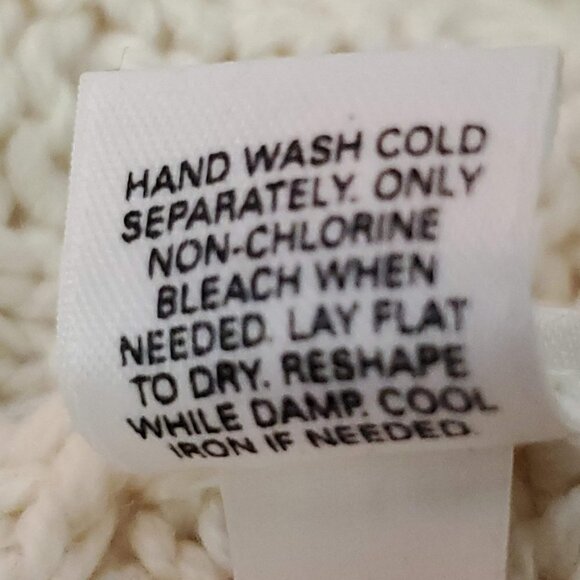 HAND WASH COLD
SEPARATELY. ONLY
NON-CHLORINE
BLEACH WHEN
NEEDED. LAY FLAT
TO DRY. RESHAPE
WHILE DAMP. COOL
IRON IF NEEDED.